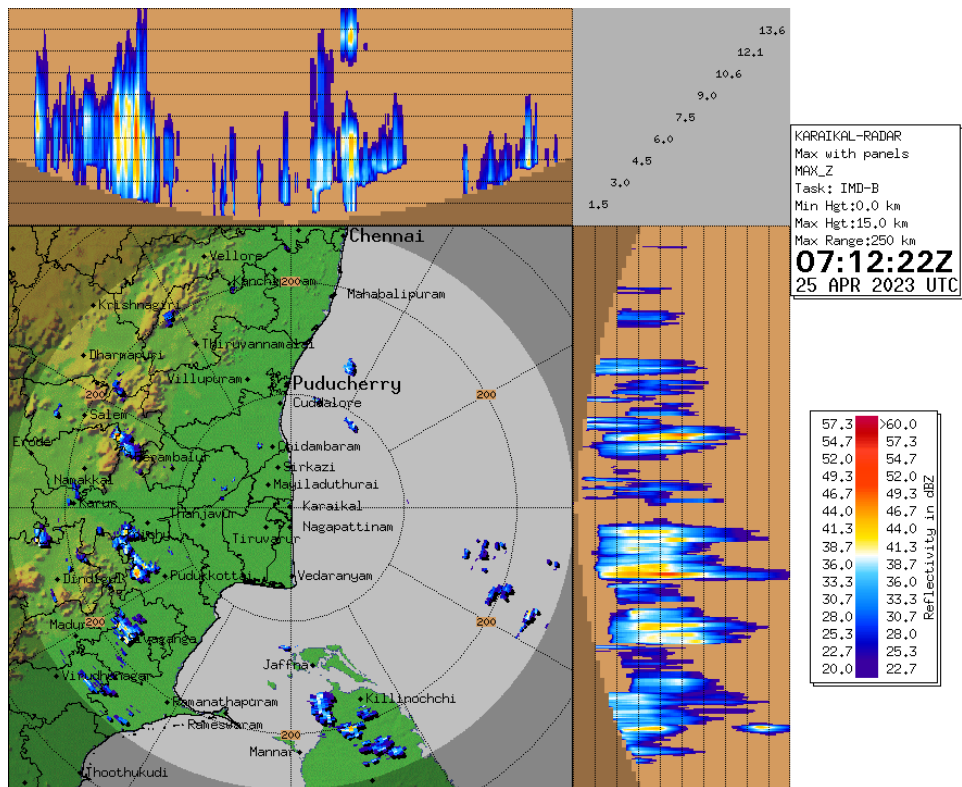 13.6
12.1
10.6
9.0
7.5
6.0
4.5
3.0
1.5
KARAIKAL-RADAR
Max with panels
MAX_Z
Task: IMD-B
Min Hgt:0.0 km
Max Hgt:15.0 km
Max Range:250 km
07:12:22Z
25 APR 2023 UTC
Chennai
Vellore
200
Mahabalipuram
Krishnagiri
Thiruvannamalai
Dharmapuri
Villupuram
Puducherry
200
200
Cuddalore
Salem
Erode
Chidambaram
Perambalur
Sirkazi
Namakkal
Mayiladuthurai
Karur
Karaikal
Thanjavur
Nagapattinam
Tiruvarur
Dindigul
Pudukkottai
Vedaranyam
200
200
Jaffna
Virudhunagar
Ramanathapuram
Killinochchi
Rameswaram
200
Mannar
Thoothukudi
57.3 >60.0
54.7 57.3
52.0 54.7
49.3 52.0
46.7 49.3
44.0 46.7
41.3 44.0
38.7 41.3
36.0 38.7
33.3 36.0
30.7 33.3
28.0 30.7
25.3 28.0
22.7 25.3
20.0 22.7
Reflectivity in dBZ